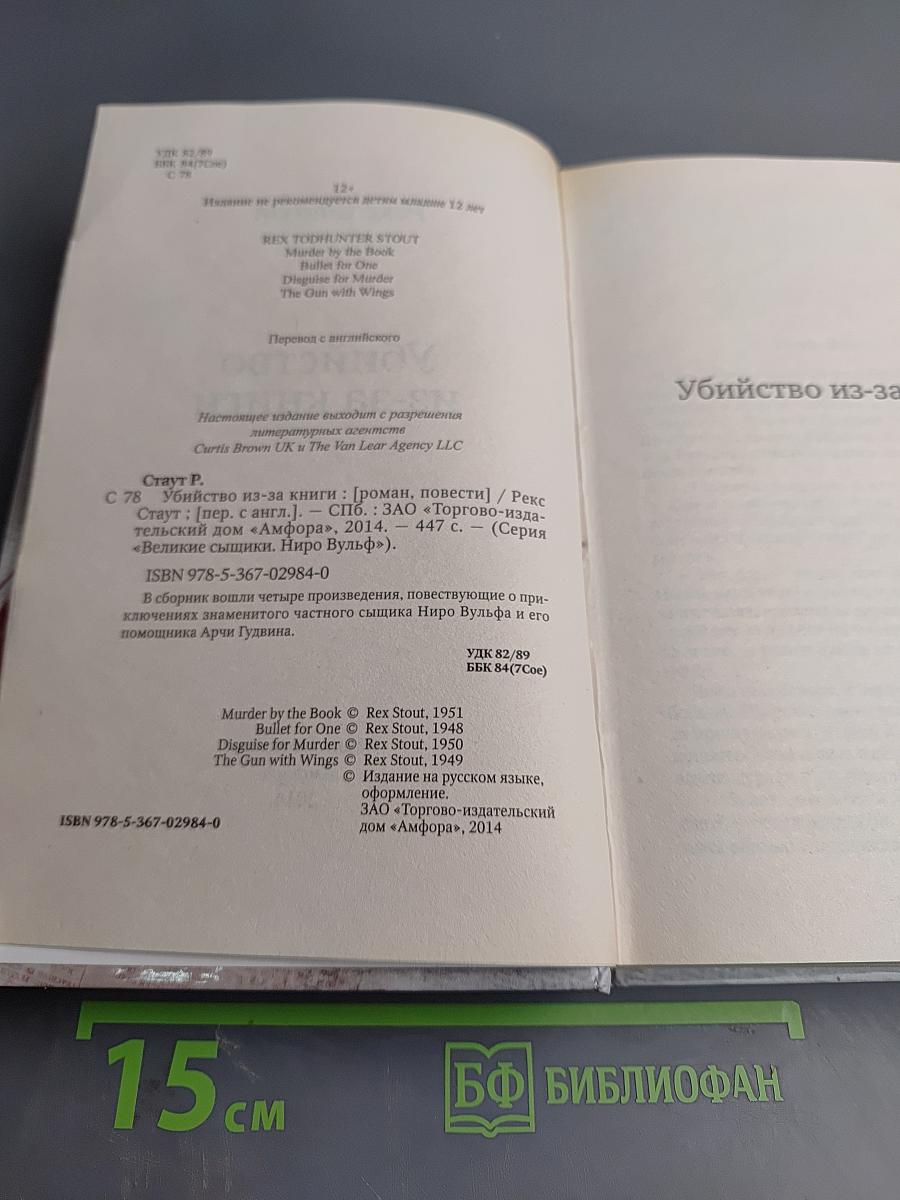 УДК 82/89
ББК 84(7Сое)
С 78
12+
Издание не рекомендуется детям младше 12 лет
REX TODHUNTER STOUT
Murder by the Book
Bullet for One
Disguise for Murder
The Gun with Wings
Перевод с английского
Настоящее издание выходит с разрешения
литературных агентств
Curtis Brown UK и The Van Lear Agency LLC
Стаут Р.
С 78 Убийство из-за книги : [роман, повести] / Рекс
Стаут ; [пер. с англ.]. — СПб. : ЗАО «Торгово-изда-
тельский дом «Амфора», 2014. — 447 с. — (Серия
«Великие сыщики. Ниро Вульф»).
ISBN 978-5-367-02984-0
В сборник вошли четыре произведения, повествующие о при-
ключениях знаменитого частного сыщика Ниро Вульфа и его
помощника Арчи Гудвина.
УДК 82/89
ББК 84(7Сое)
Murder by the Book © Rex Stout, 1951
Bullet for One © Rex Stout, 1948
Disguise for Murder © Rex Stout, 1950
The Gun with Wings © Rex Stout, 1949
© Издание на русском языке,
оформление.
ЗАО «Торгово-издательский
дом «Амфора», 2014
ISBN 978-5-367-02984-0
Убийство из-за
15 см
БФ БИБЛИОФАН